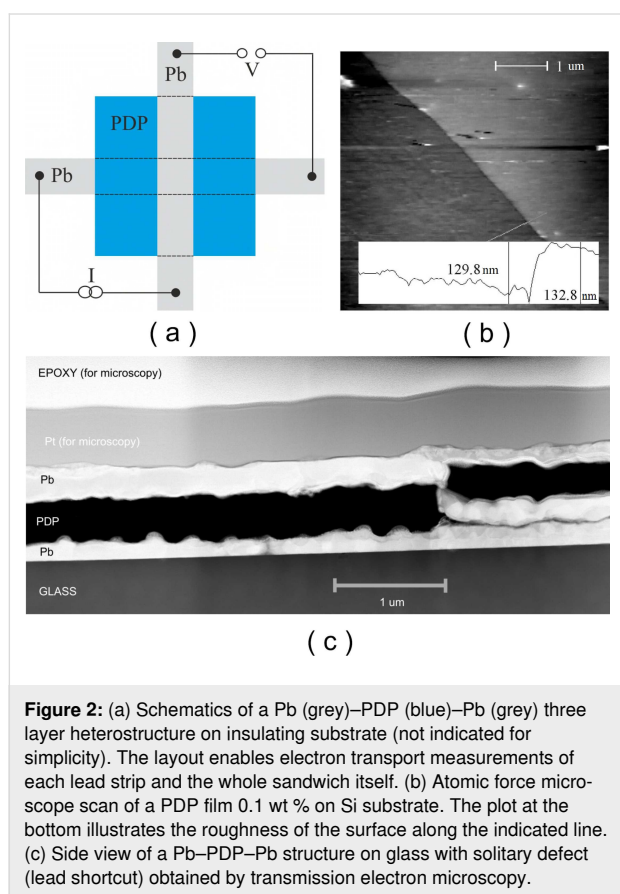 Pb
V
PDP
Pb
I
( a )
1 um
129.8 nm
132.8 nm
( b )
EPOXY (for microscopy)
Pt (for microscopy)
Pb
PDP
Pb
GLASS
1 um
( c )
Figure 2: (a) Schematics of a Pb (grey)–PDP (blue)–Pb (grey) three
layer heterostructure on insulating substrate (not indicated for
simplicity). The layout enables electron transport measurements of
each lead strip and the whole sandwich itself. (b) Atomic force micro-
scope scan of a PDP film 0.1 wt % on Si substrate. The plot at the
bottom illustrates the roughness of the surface along the indicated line.
(c) Side view of a Pb–PDP–Pb structure on glass with solitary defect
(lead shortcut) obtained by transmission electron microscopy.